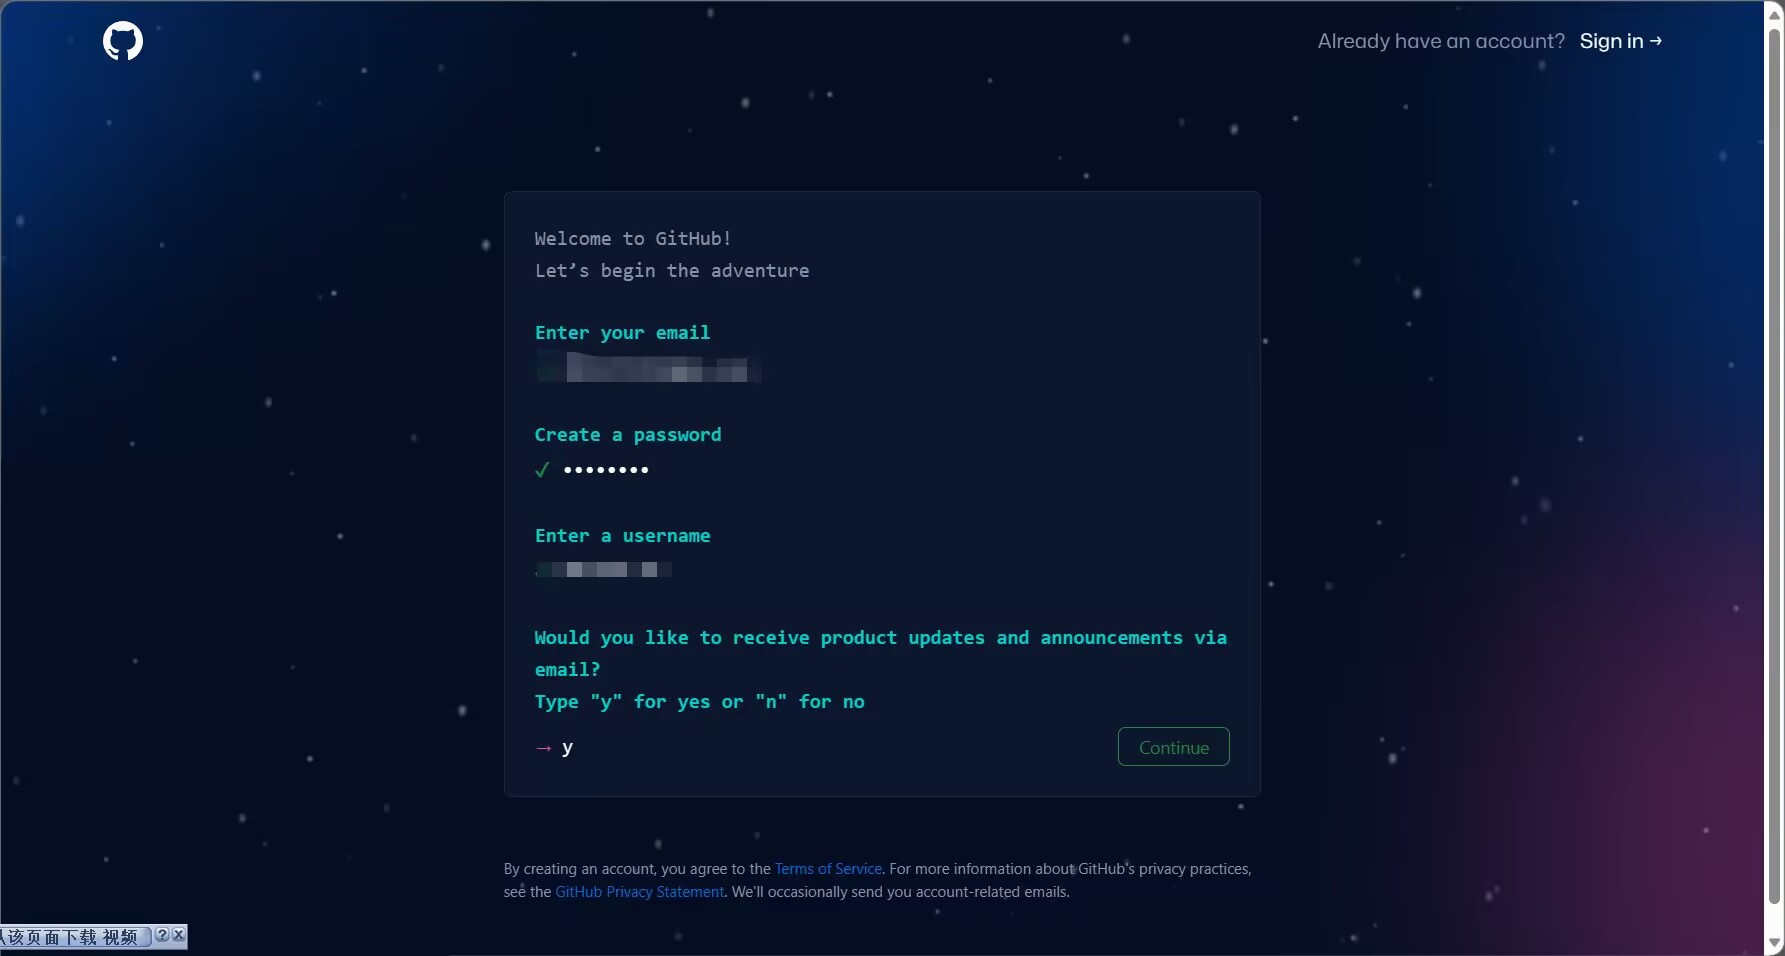 Already have an account? Sign in →
Welcome to GitHub!
Let’s begin the adventure
Enter your email
Create a password
✓ ••••••••
Enter a username
Would you like to receive product updates and announcements via
email?
Type "y" for yes or "n" for no
→ y
Continue
By creating an account, you agree to the Terms of Service. For more information about GitHub's privacy practices,
see the GitHub Privacy Statement. We'll occasionally send you account-related emails.
该页面下载 视频 ? x